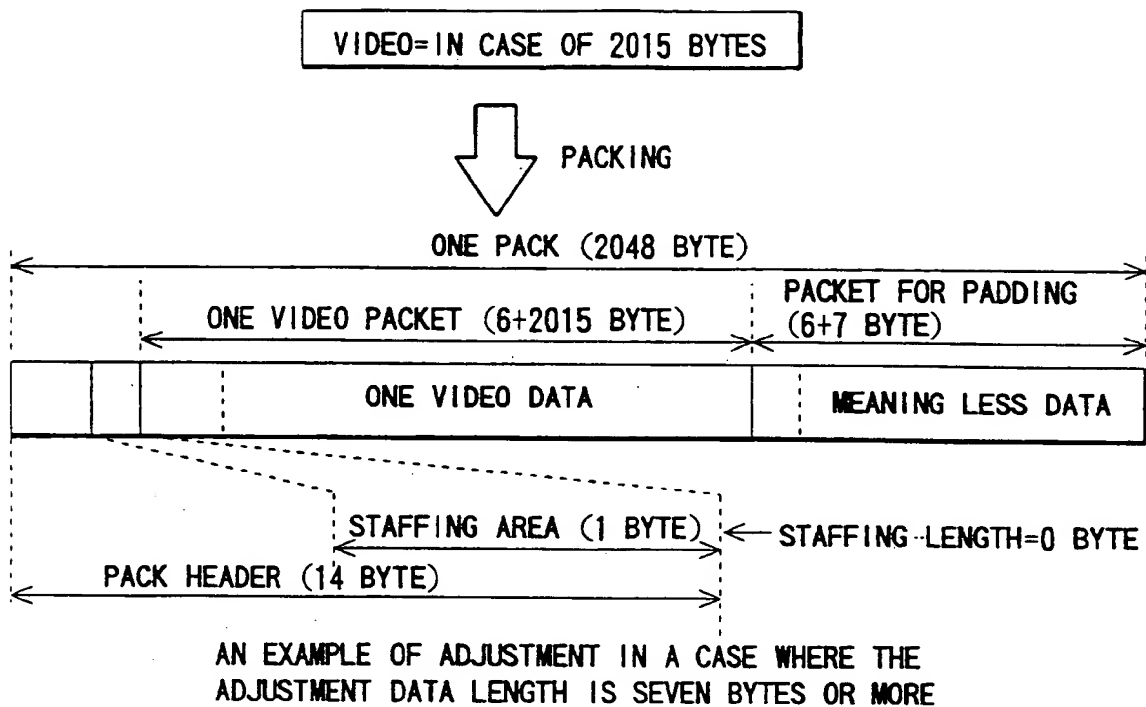 VIDEO=IN CASE OF 2015 BYTES
PACKING
ONE PACK (2048 BYTE)
ONE VIDEO PACKET (6+2015 BYTE)
PACKET FOR PADDING
(6+7 BYTE)
ONE VIDEO DATA
MEANING LESS DATA
STAFFING AREA (1 BYTE)
STAFFING LENGTH=0 BYTE
PACK HEADER (14 BYTE)
AN EXAMPLE OF ADJUSTMENT IN A CASE WHERE THE
ADJUSTMENT DATA LENGTH IS SEVEN BYTES OR MORE